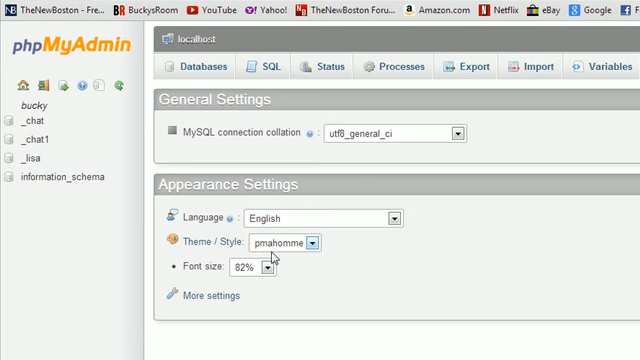 TheNewBoston - Fre... BuckysRoom YouTube Yahoo! TheNewBoston Forum... Amazon.com Netflix eBay Google Fa
phpMyAdmin
localhost
Databases SQL Status Processes Export Import Variables
General Settings
bucky
_chat
_chat1
_lisa
information_schema
MySQL connection collation : utf8_general_ci
Appearance Settings
Language : English
Theme / Style: pmahomme
Font size: 82%
More settings